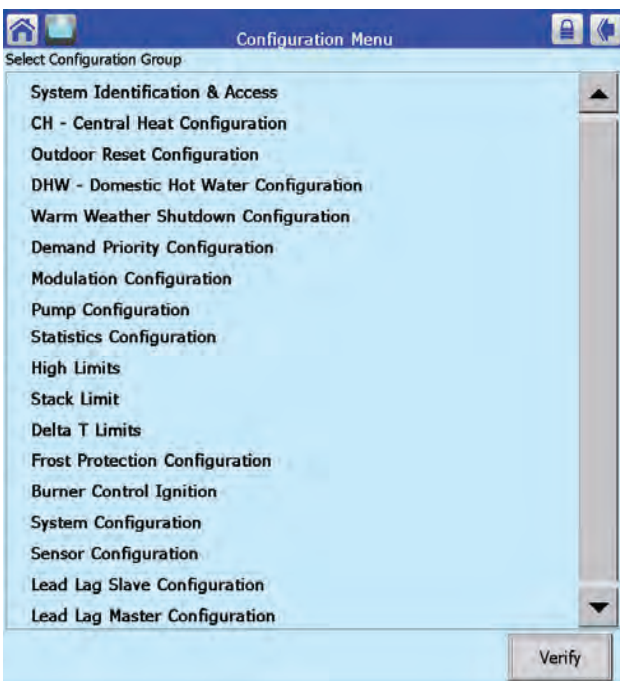 Configuration Menu
Select Configuration Group
System Identification & Access
CH - Central Heat Configuration
Outdoor Reset Configuration
DHW - Domestic Hot Water Configuration
Warm Weather Shutdown Configuration
Demand Priority Configuration
Modulation Configuration
Pump Configuration
Statistics Configuration
High Limits
Stack Limit
Delta T Limits
Frost Protection Configuration
Burner Control Ignition
System Configuration
Sensor Configuration
Lead Lag Slave Configuration
Lead Lag Master Configuration
Verify